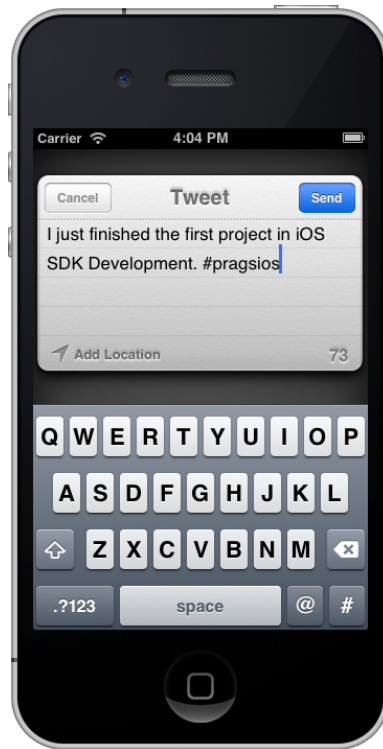 Carrier 4:04 PM
Cancel Tweet Send
I just finished the first project in iOS
SDK Development. #pragsios
Add Location 73
Q W E R T Y U I O P
A S D F G H J K L
Z X C V B N M
.?123 space @ #